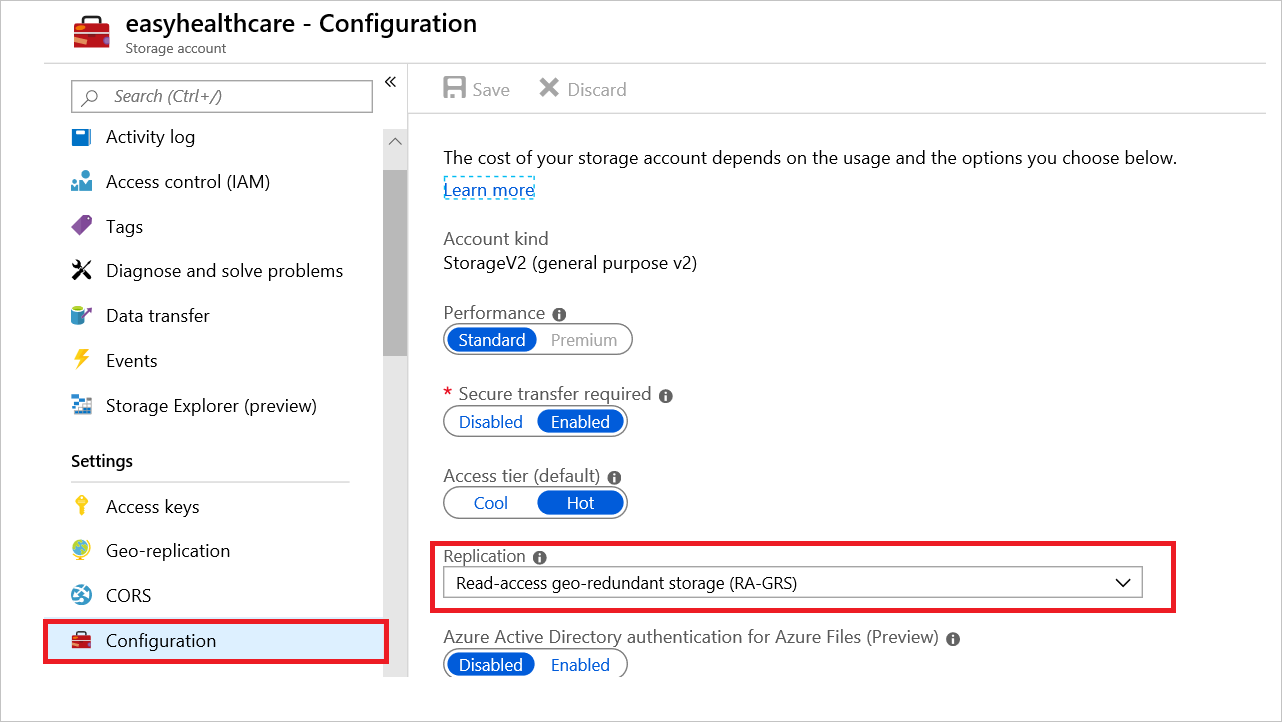 easyhealthcare - Configuration
Storage account
Search (Ctrl+/)
Activity log
Access control (IAM)
Tags
Diagnose and solve problems
Data transfer
Events
Storage Explorer (preview)
Settings
Access keys
Geo-replication
CORS
Configuration
Save Discard
The cost of your storage account depends on the usage and the options you choose below.
Learn more
Account kind
StorageV2 (general purpose v2)
Performance
Standard Premium
* Secure transfer required
Disabled Enabled
Access tier (default)
Cool Hot
Replication
Read-access geo-redundant storage (RA-GRS)
Azure Active Directory authentication for Azure Files (Preview)
Disabled Enabled